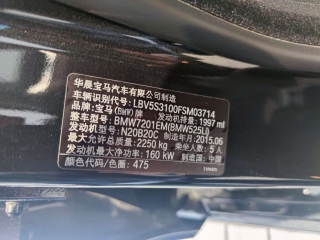 华晨宝马汽车有限公司制造
车辆识别代号: LBV5S3100FSM03714
品牌: 宝马(BMW)牌 发动机排量: 1997 ml
整车型号: BMW7201EM(BMW525Li)
发动机型号: N20B20C 制造年月: 2015.06
最大允许总质量: 2250 kg 乘坐人数: 5 人
发动机最大净功率: 160 kW 制造国: 中国
颜色代码/色團: 475